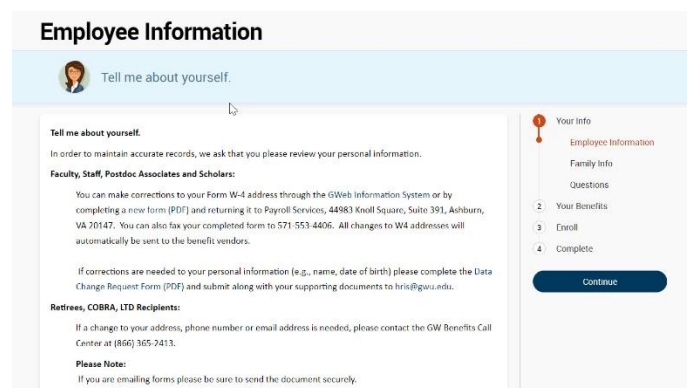 Employee Information
Tell me about yourself.
Tell me about yourself.
In order to maintain accurate records, we ask that you please review your personal information.
Faculty, Staff, Postdoc Associates and Scholars:
You can make corrections to your Form W-4 address through the GWeb Information System or by
completing a new form (PDF) and returning it to Payroll Services, 44983 Knoll Square, Suite 391, Ashburn,
VA 20147. You can also fax your completed form to 571-553-4406. All changes to W4 addresses will
automatically be sent to the benefit vendors.
If corrections are needed to your personal information (e.g., name, date of birth) please complete the Data
Change Request Form (PDF) and submit along with your supporting documents to hris@gwu.edu.
Retirees, COBRA, LTD Recipients:
If a change to your address, phone number or email address is needed, please contact the GW Benefits Call
Center at (866) 365-2413.
Please Note:
If you are emailing forms please be sure to send the document securely.
1 Your Info
Employee Information
Family Info
Questions
2 Your Benefits
3 Enroll
4 Complete
Continue